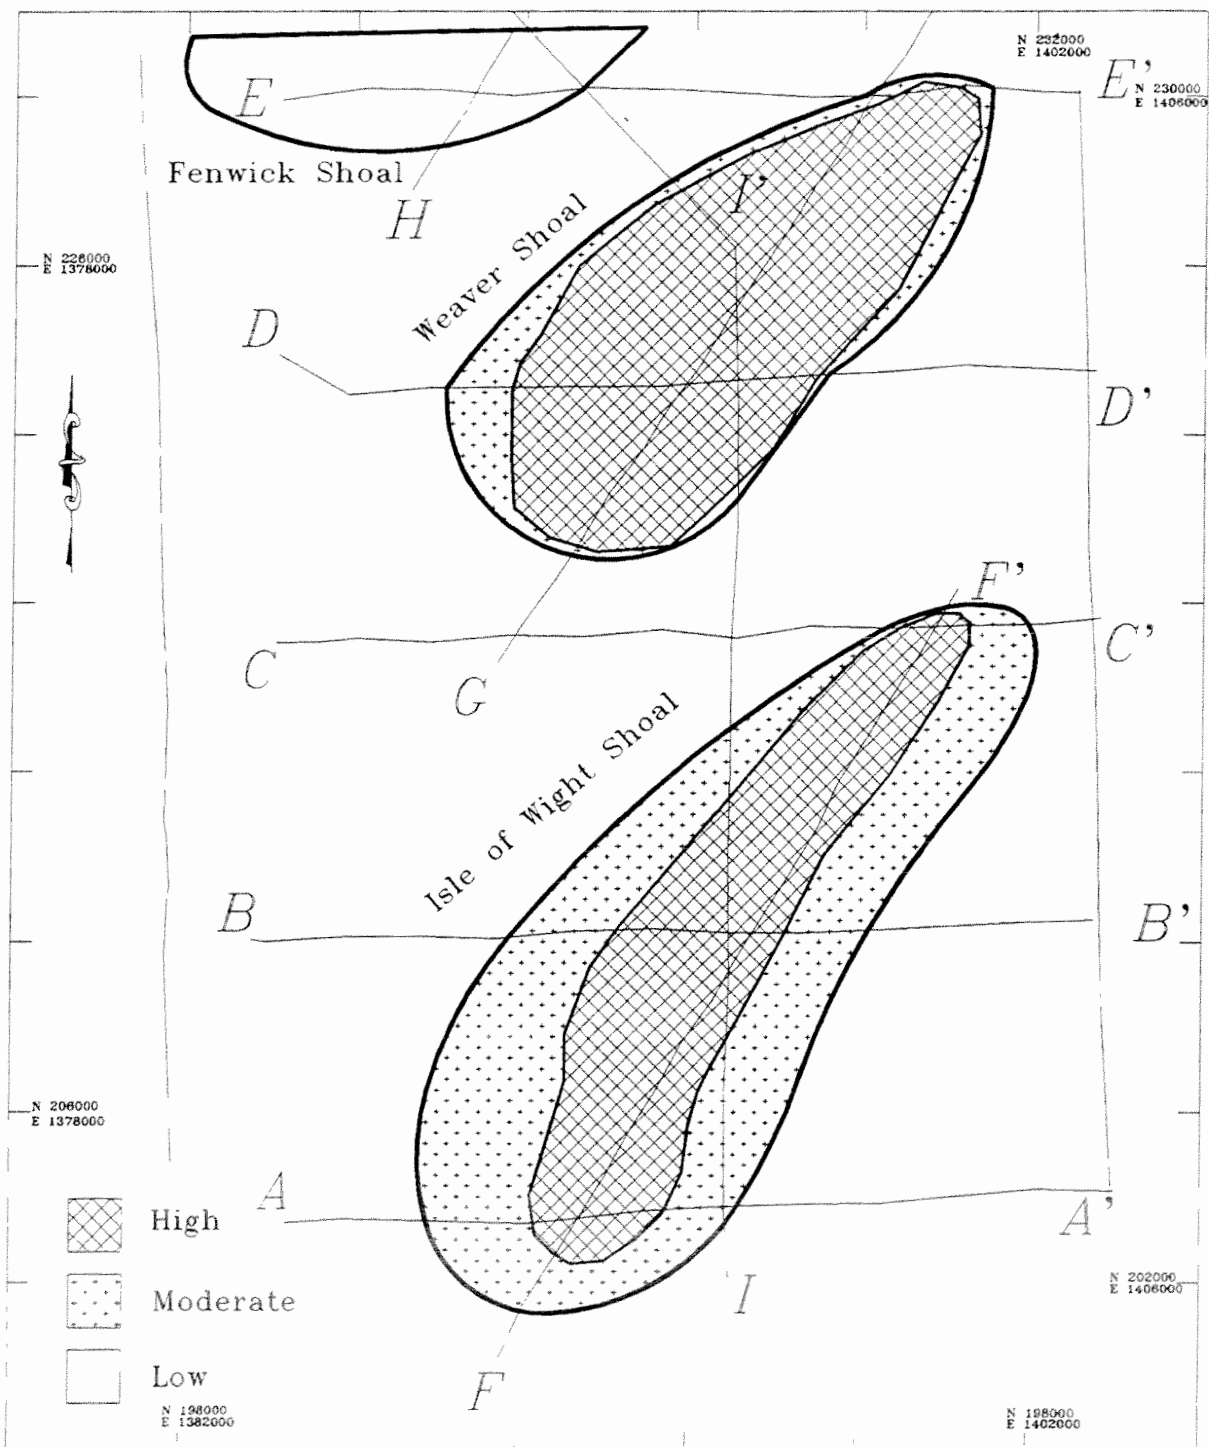 N 232000
E 1402000
E
E'
N 230000
E 1406000
Fenwick Shoal
H
I'
Weaver Shoal
N 226000
E 1378000
D
D'
F'
C
C'
G
Isle of Wight Shoal
B
B'
N 206000
E 1378000
A
A'
High
N 202000
E 1406000
Moderate
I
F
Low
N 198000
E 1382000
N 198000
E 1402000